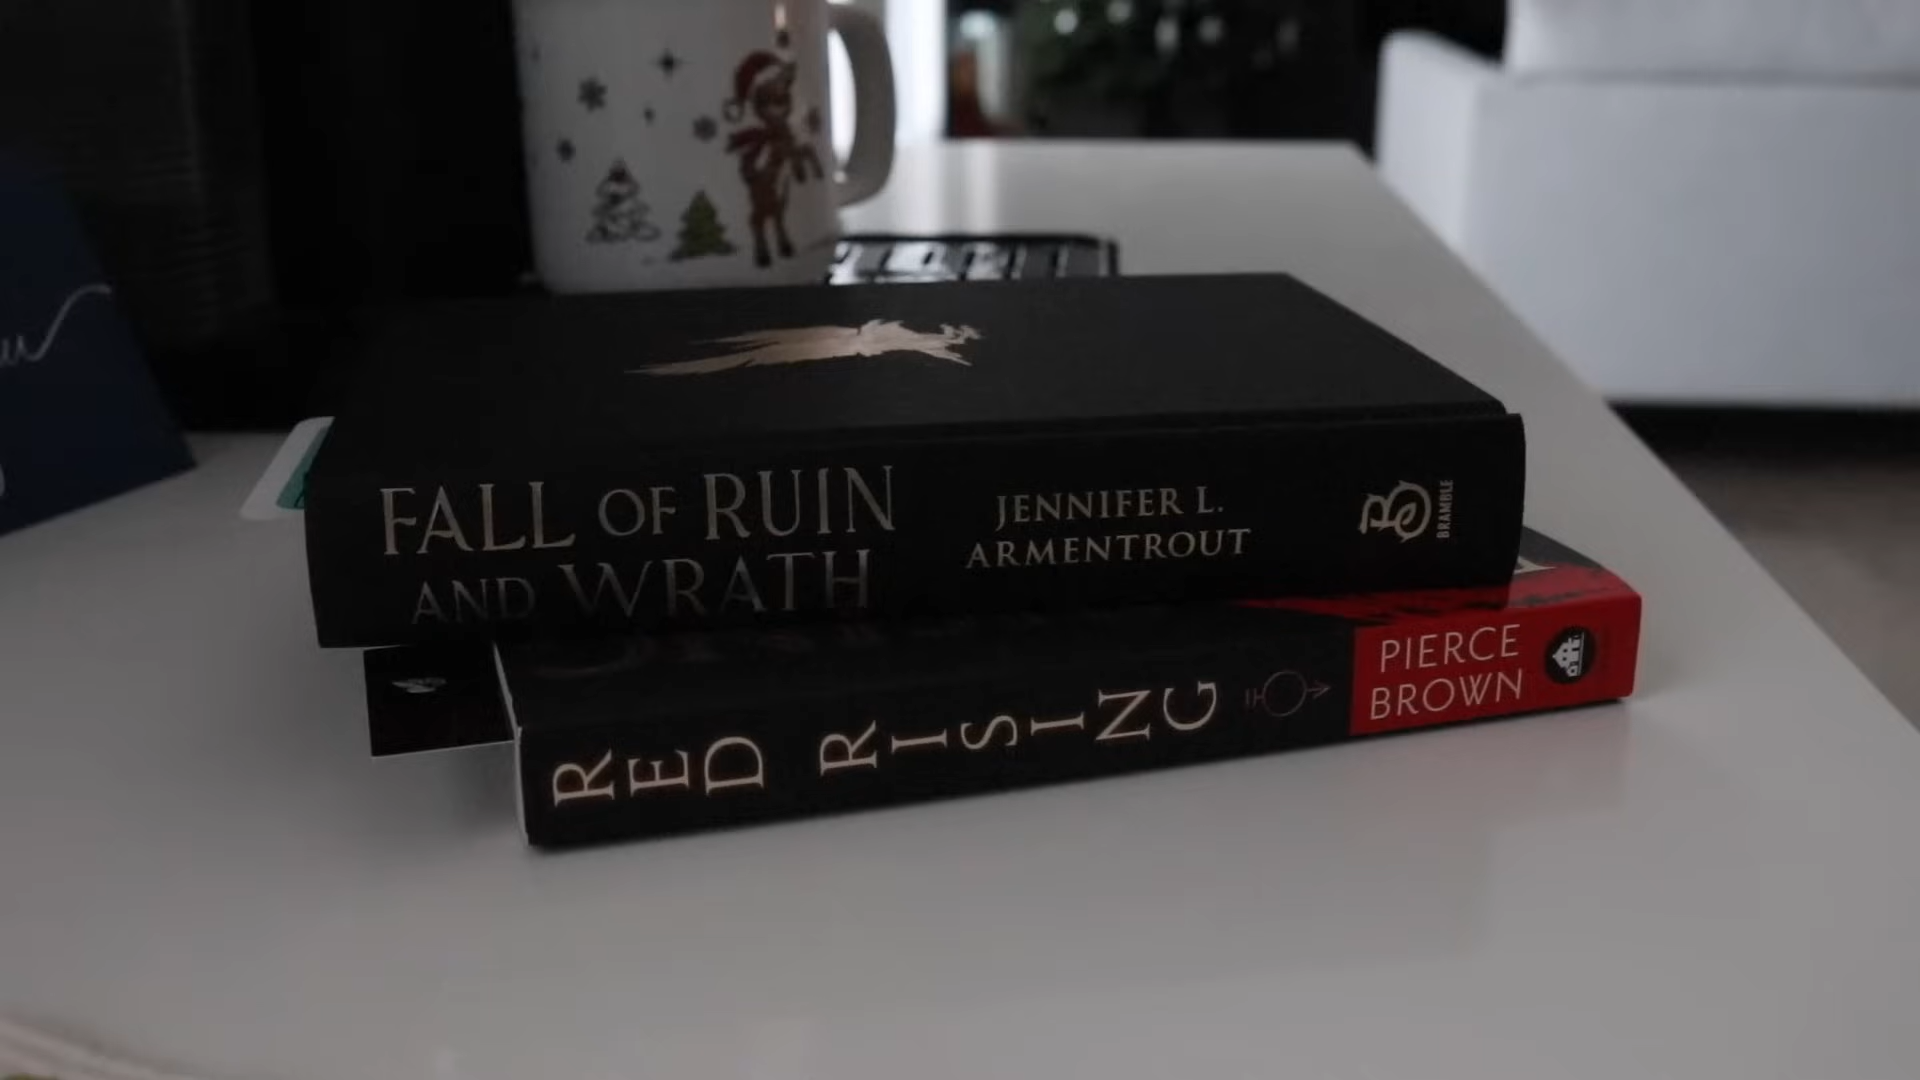 FALL OF RUIN
AND WRATH
JENNIFER L.
ARMENTROUT
B
BRAMBLE
RED RISING
PIERCE
BROWN